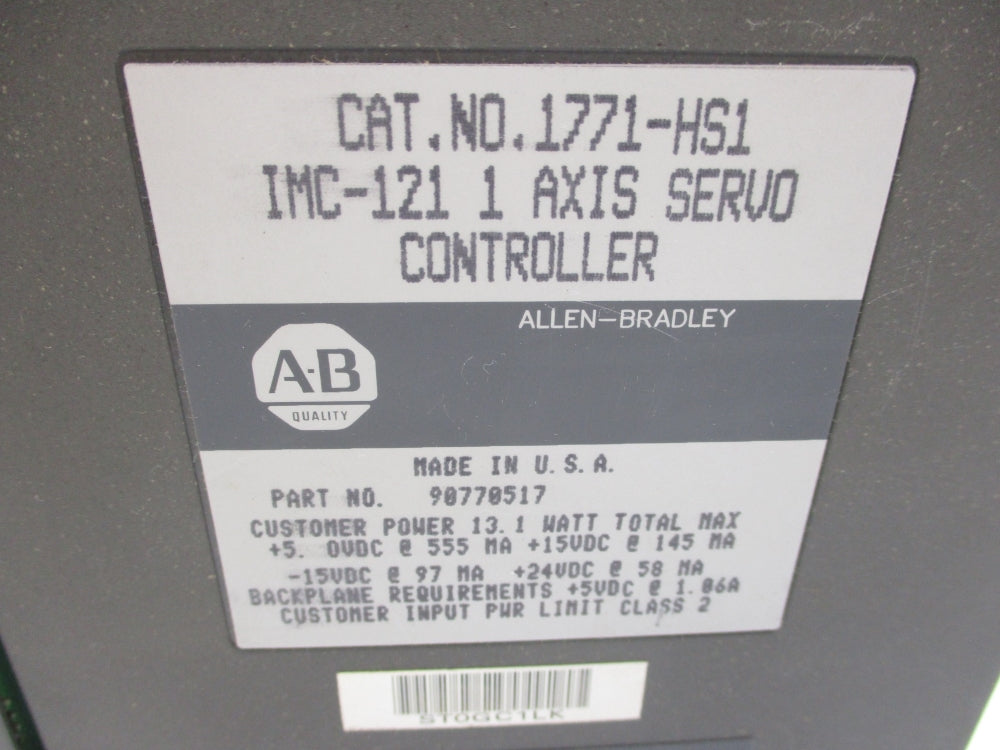 CAT.NO.1771-HS1
IMC-121 1 AXIS SERVO
CONTROLLER
ALLEN-BRADLEY
A-B
QUALITY
MADE IN U.S.A.
PART NO. 90770517
CUSTOMER POWER 13.1 WATT TOTAL MAX
+5. 0VDC @ 555 MA +15VDC @ 145 MA
-15VDC @ 97 MA +24VDC @ 58 MA
BACKPLANE REQUIREMENTS +5VDC @ 1.06A
CUSTOMER INPUT PWR LIMIT CLASS 2